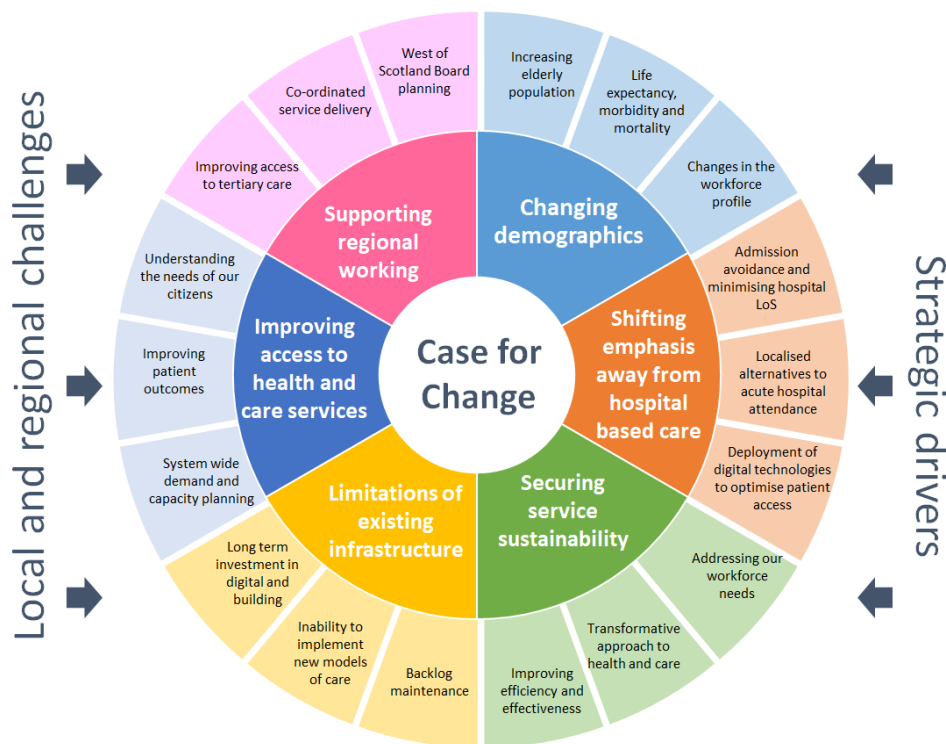 Local and regional challenges
Strategic drivers
Case for
Change
Changing
demographics
Increasing
elderly
population
Life
expectancy,
morbidity and
mortality
Changes in the
workforce
profile
Shifting
emphasis
away from
hospital
based care
Admission
avoidance and
minimising hospital
LoS
Localised
alternatives to
acute hospital
attendance
Deployment of
digital technologies
to optimise patient
access
Securing
service
sustainability
Addressing our
workforce
needs
Transformative
approach to
health and care
Improving
efficiency and
effectiveness
Limitations of
existing
infrastructure
Backlog
maintenance
Inability to
implement
new models
of care
Long term
investment in
digital and
building
Improving
access to
health and
care services
System wide
demand and
capacity planning
Improving
patient
outcomes
Understanding
the needs of our
citizens
Supporting
regional
working
Improving access
to tertiary care
Co-ordinated
service delivery
West of
Scotland Board
planning